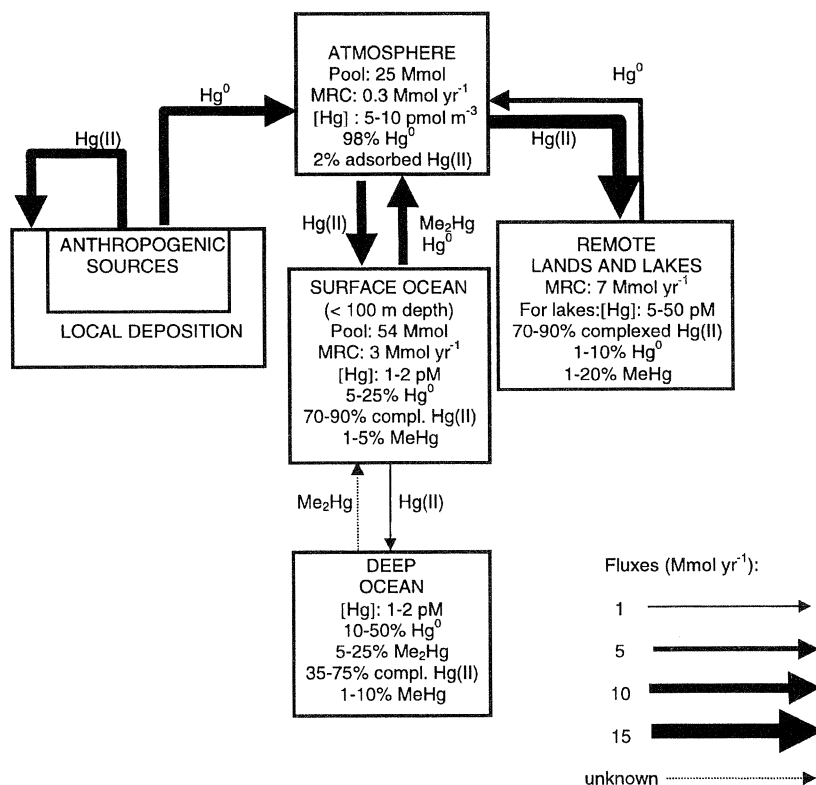 ATMOSPHERE
Pool: 25 Mmol
MRC: 0.3 Mmol yr⁻¹
[Hg] : 5-10 pmol m⁻³
98% Hg⁰
2% adsorbed Hg(II)
Hg⁰
Hg(II)
Hg⁰
Hg(II)
ANTHROPOGENIC
SOURCES
LOCAL DEPOSITION
Hg(II)
Me₂Hg
Hg⁰
SURFACE OCEAN
(< 100 m depth)
Pool: 54 Mmol
MRC: 3 Mmol yr⁻¹
[Hg]: 1-2 pM
5-25% Hg⁰
70-90% compl. Hg(II)
1-5% MeHg
REMOTE
LANDS AND LAKES
MRC: 7 Mmol yr⁻¹
For lakes:[Hg]: 5-50 pM
70-90% complexed Hg(II)
1-10% Hg⁰
1-20% MeHg
Me₂Hg
Hg(II)
DEEP
OCEAN
[Hg]: 1-2 pM
10-50% Hg⁰
5-25% Me₂Hg
35-75% compl. Hg(II)
1-10% MeHg
Fluxes (Mmol yr⁻¹):
1
5
10
15
unknown